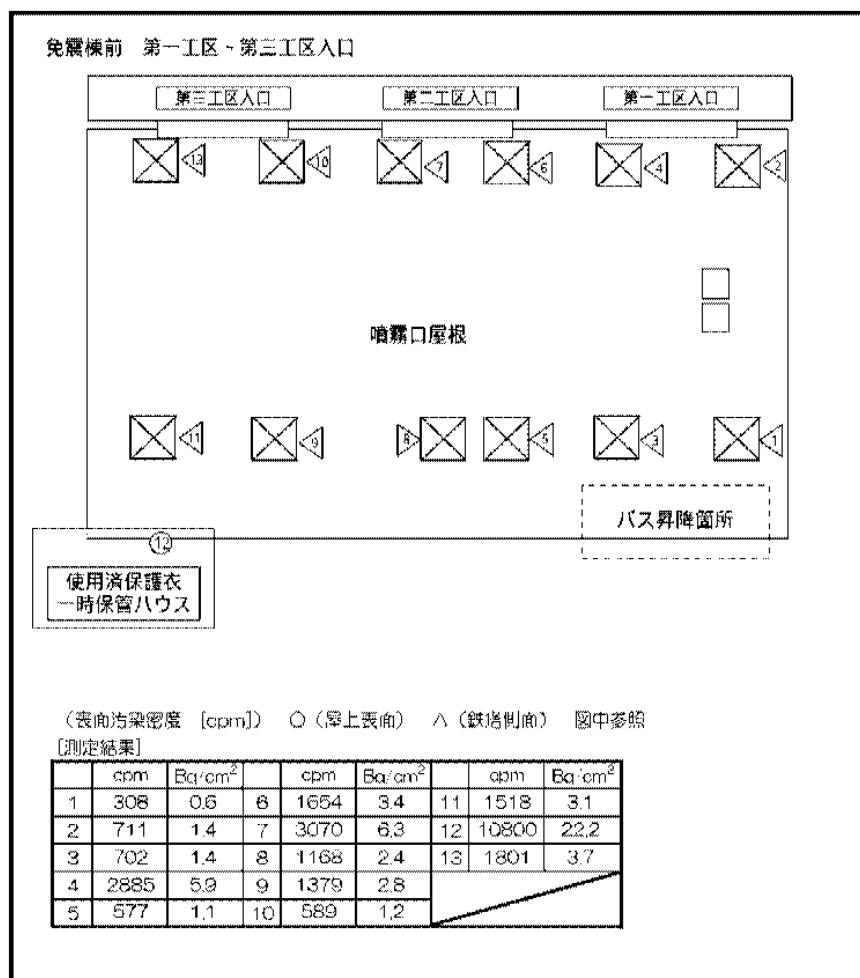 免震棟前　第一工区～第三工区入口
第三工区入口　第二工区入口　第一工区入口
13　10　7　6　4　2
噴霧口屋根
11　9　8　5　3　1
バス昇降箇所
12
使用済保護衣
一時保管ハウス
（表面汚染密度　[cpm]）　○（屋上表面）　△（鉄塔側面）　図中参照
[測定結果]
cpm　Bq/cm²　cpm　Bq/cm²　cpm　Bq/cm²
1　308　0.6　6　1654　3.4　11　1518　3.1
2　711　1.4　7　3070　6.3　12　10800　22.2
3　702　1.4　8　1168　2.4　13　1801　3.7
4　2885　5.9　9　1379　2.8
5　577　1.1　10　589　1.2